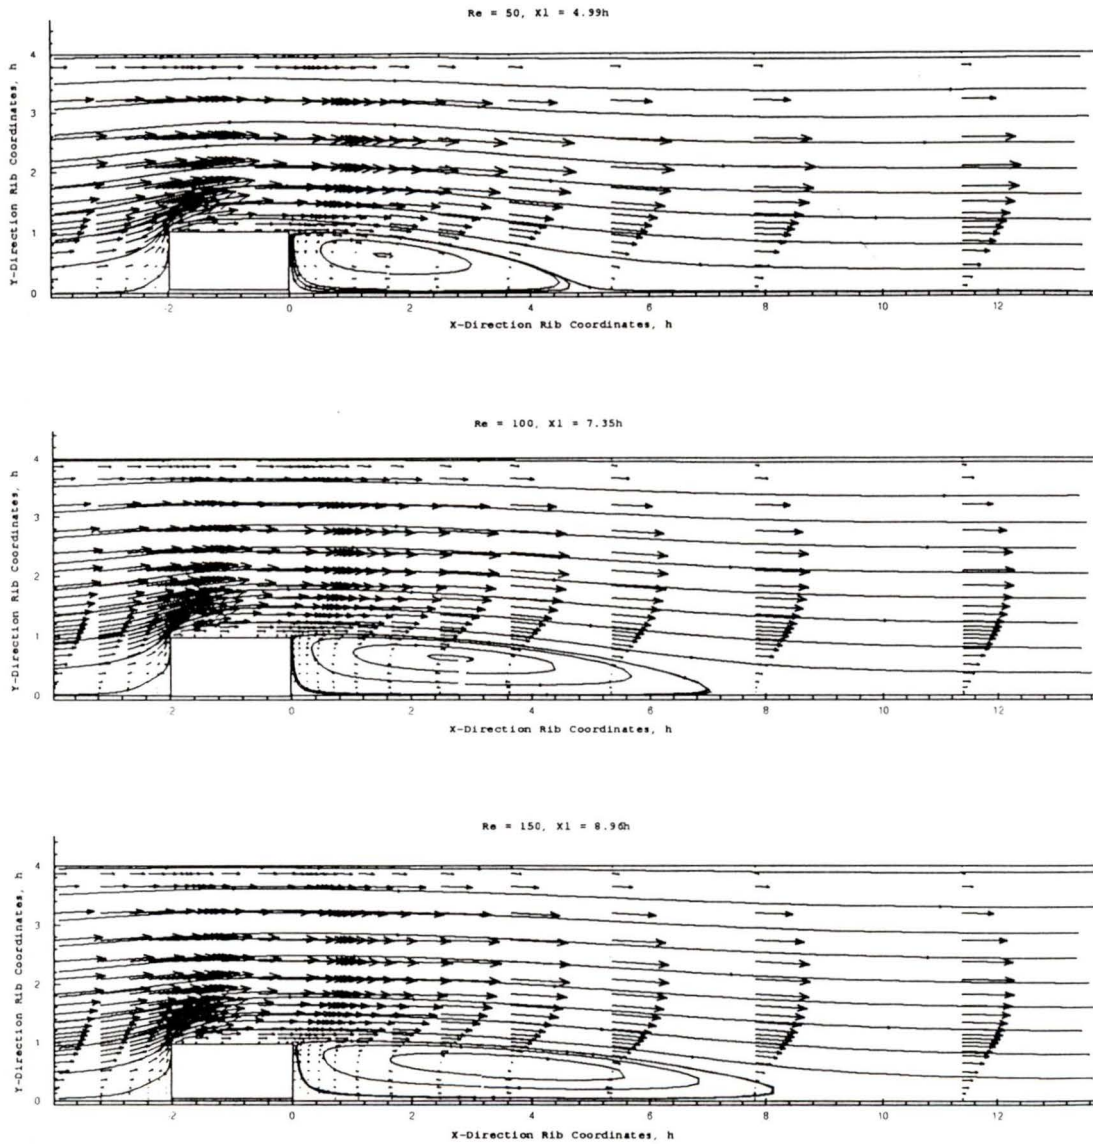 Re = 50, Xl = 4.99h
Y-Direction Rib Coordinates, h
4
3
2
1
0
-2 0 2 4 6 8 10 12
X-Direction Rib Coordinates, h
Re = 100, Xl = 7.35h
Y-Direction Rib Coordinates, h
4
3
2
1
0
2 0 2 4 6 8 10 12
X-Direction Rib Coordinates, h
Re = 150, Xl = 8.96h
Y-Direction Rib Coordinates, h
4
3
2
1
0
-2 0 2 4 6 8 10 12
X-Direction Rib Coordinates, h